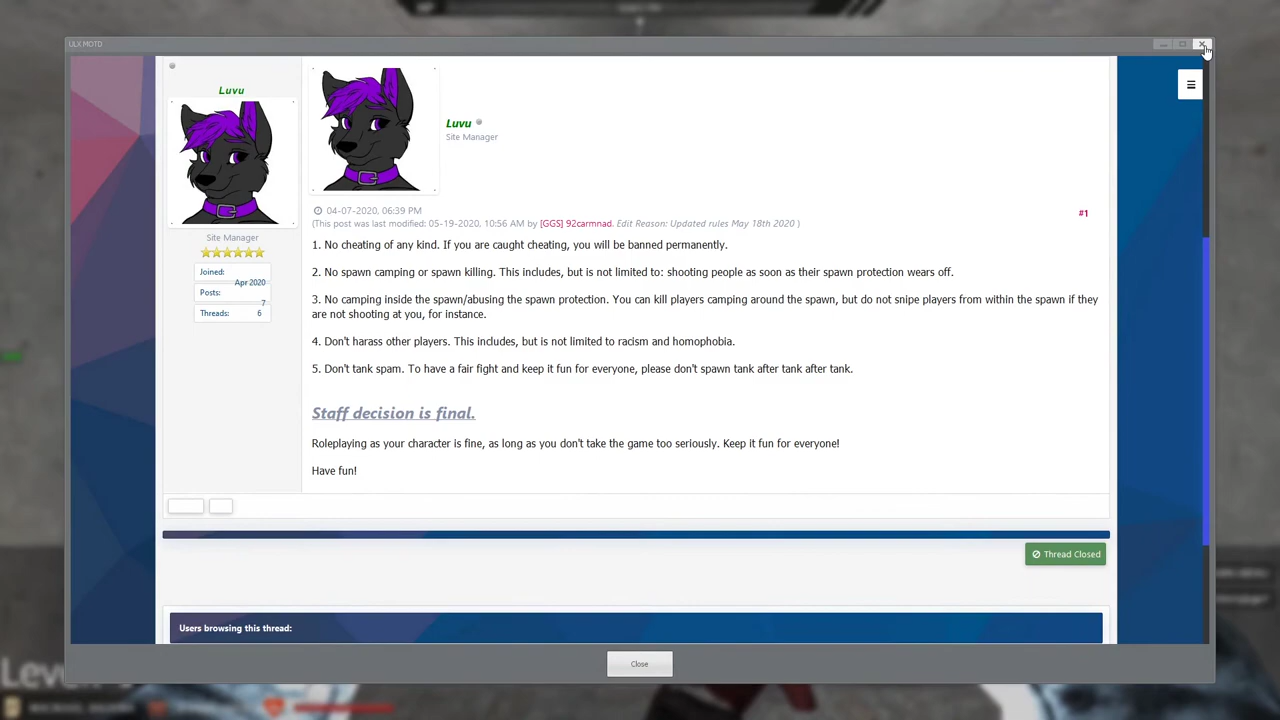 ULX MOTD
Luvu
Luvu
Site Manager
04-07-2020, 06:39 PM
(This post was last modified: 05-19-2020, 10:56 AM by [GGS] 92carmnad. Edit Reason: Updated rules May 18th 2020 )
#1
Site Manager
Joined:
Apr 2020
Posts:
7
Threads: 6
1. No cheating of any kind. If you are caught cheating, you will be banned permanently.
2. No spawn camping or spawn killing. This includes, but is not limited to: shooting people as soon as their spawn protection wears off.
3. No camping inside the spawn/abusing the spawn protection. You can kill players camping around the spawn, but do not snipe players from within the spawn if they
are not shooting at you, for instance.
4. Don't harass other players. This includes, but is not limited to racism and homophobia.
5. Don't tank spam. To have a fair fight and keep it fun for everyone, please don't spawn tank after tank after tank.
Staff decision is final.
Roleplaying as your character is fine, as long as you don't take the game too seriously. Keep it fun for everyone!
Have fun!
Thread Closed
Users browsing this thread:
Close